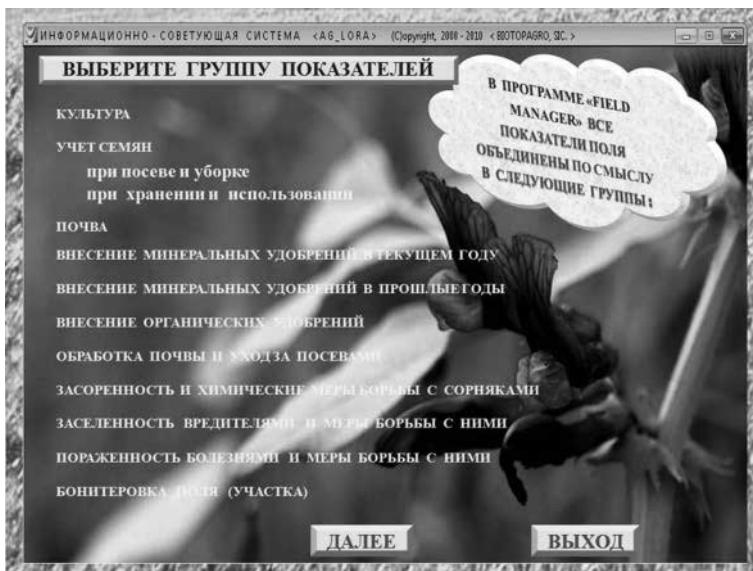 ИНФОРМАЦИОННО - СОВЕТУЮЩАЯ СИСТЕМА <AG_LORA> (C)opyright, 2000 - 2010 < BIOTOPAGRO, SIC. >
ВЫБЕРИТЕ ГРУППУ ПОКАЗАТЕЛЕЙ
В ПРОГРАММЕ «FIELD
MANAGER» ВСЕ
ПОКАЗАТЕЛИ ПОЛЯ
ОБЪЕДИНЕНЫ ПО СМЫСЛУ
В СЛЕДУЮЩИЕ ГРУППЫ :
КУЛЬТУРА
УЧЕТ СЕМЯН
при посеве и уборке
при хранении и использовании
ПОЧВА
ВНЕСЕНИЕ МИНЕРАЛЬНЫХ УДОБРЕНИЙ В ТЕКУЩЕМ ГОДУ
ВНЕСЕНИЕ МИНЕРАЛЬНЫХ УДОБРЕНИЙ В ПРОШЛЫЕ ГОДЫ
ВНЕСЕНИЕ ОРГАНИЧЕСКИХ УДОБРЕНИЙ
ОБРАБОТКА ПОЧВЫ И УХОД ЗА ПОСЕВАМИ
ЗАСОРЕННОСТЬ И ХИМИЧЕСКИЕ МЕРЫ БОРЬБЫ С СОРНЯКАМИ
ЗАСЕЛЕННОСТЬ ВРЕДИТЕЛЯМИ И МЕРЫ БОРЬБЫ С НИМИ
ПОРАЖЕННОСТЬ БОЛЕЗНЯМИ И МЕРЫ БОРЬБЫ С НИМИ
БОНИТЕРОВКА ПОЛЯ (УЧАСТКА)
ДАЛЕЕ ВЫХОД